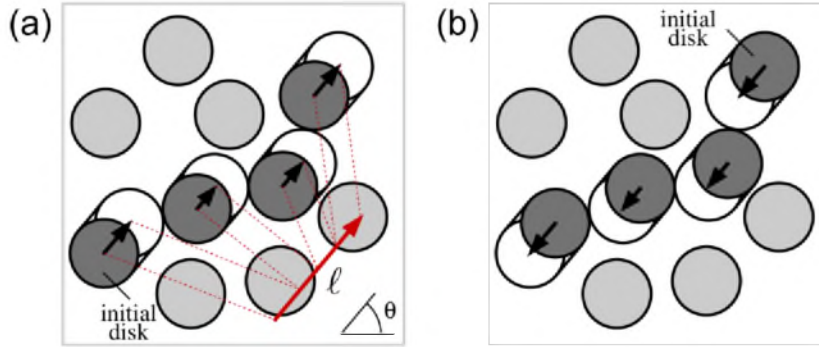 (a)
initial
disk
ℓ
θ
(b)
initial
disk